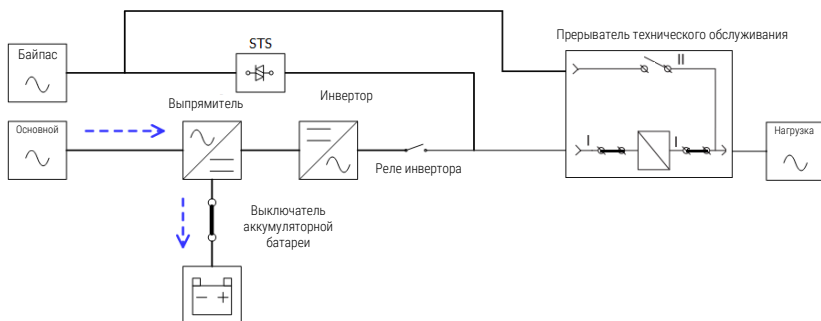 Прерыватель технического обслуживания
STS
Байпас
II
Выпрямитель
Инвертор
Основной
I
I
Нагрузка
Реле инвертора
Выключатель
аккумуляторной
батареи
− +